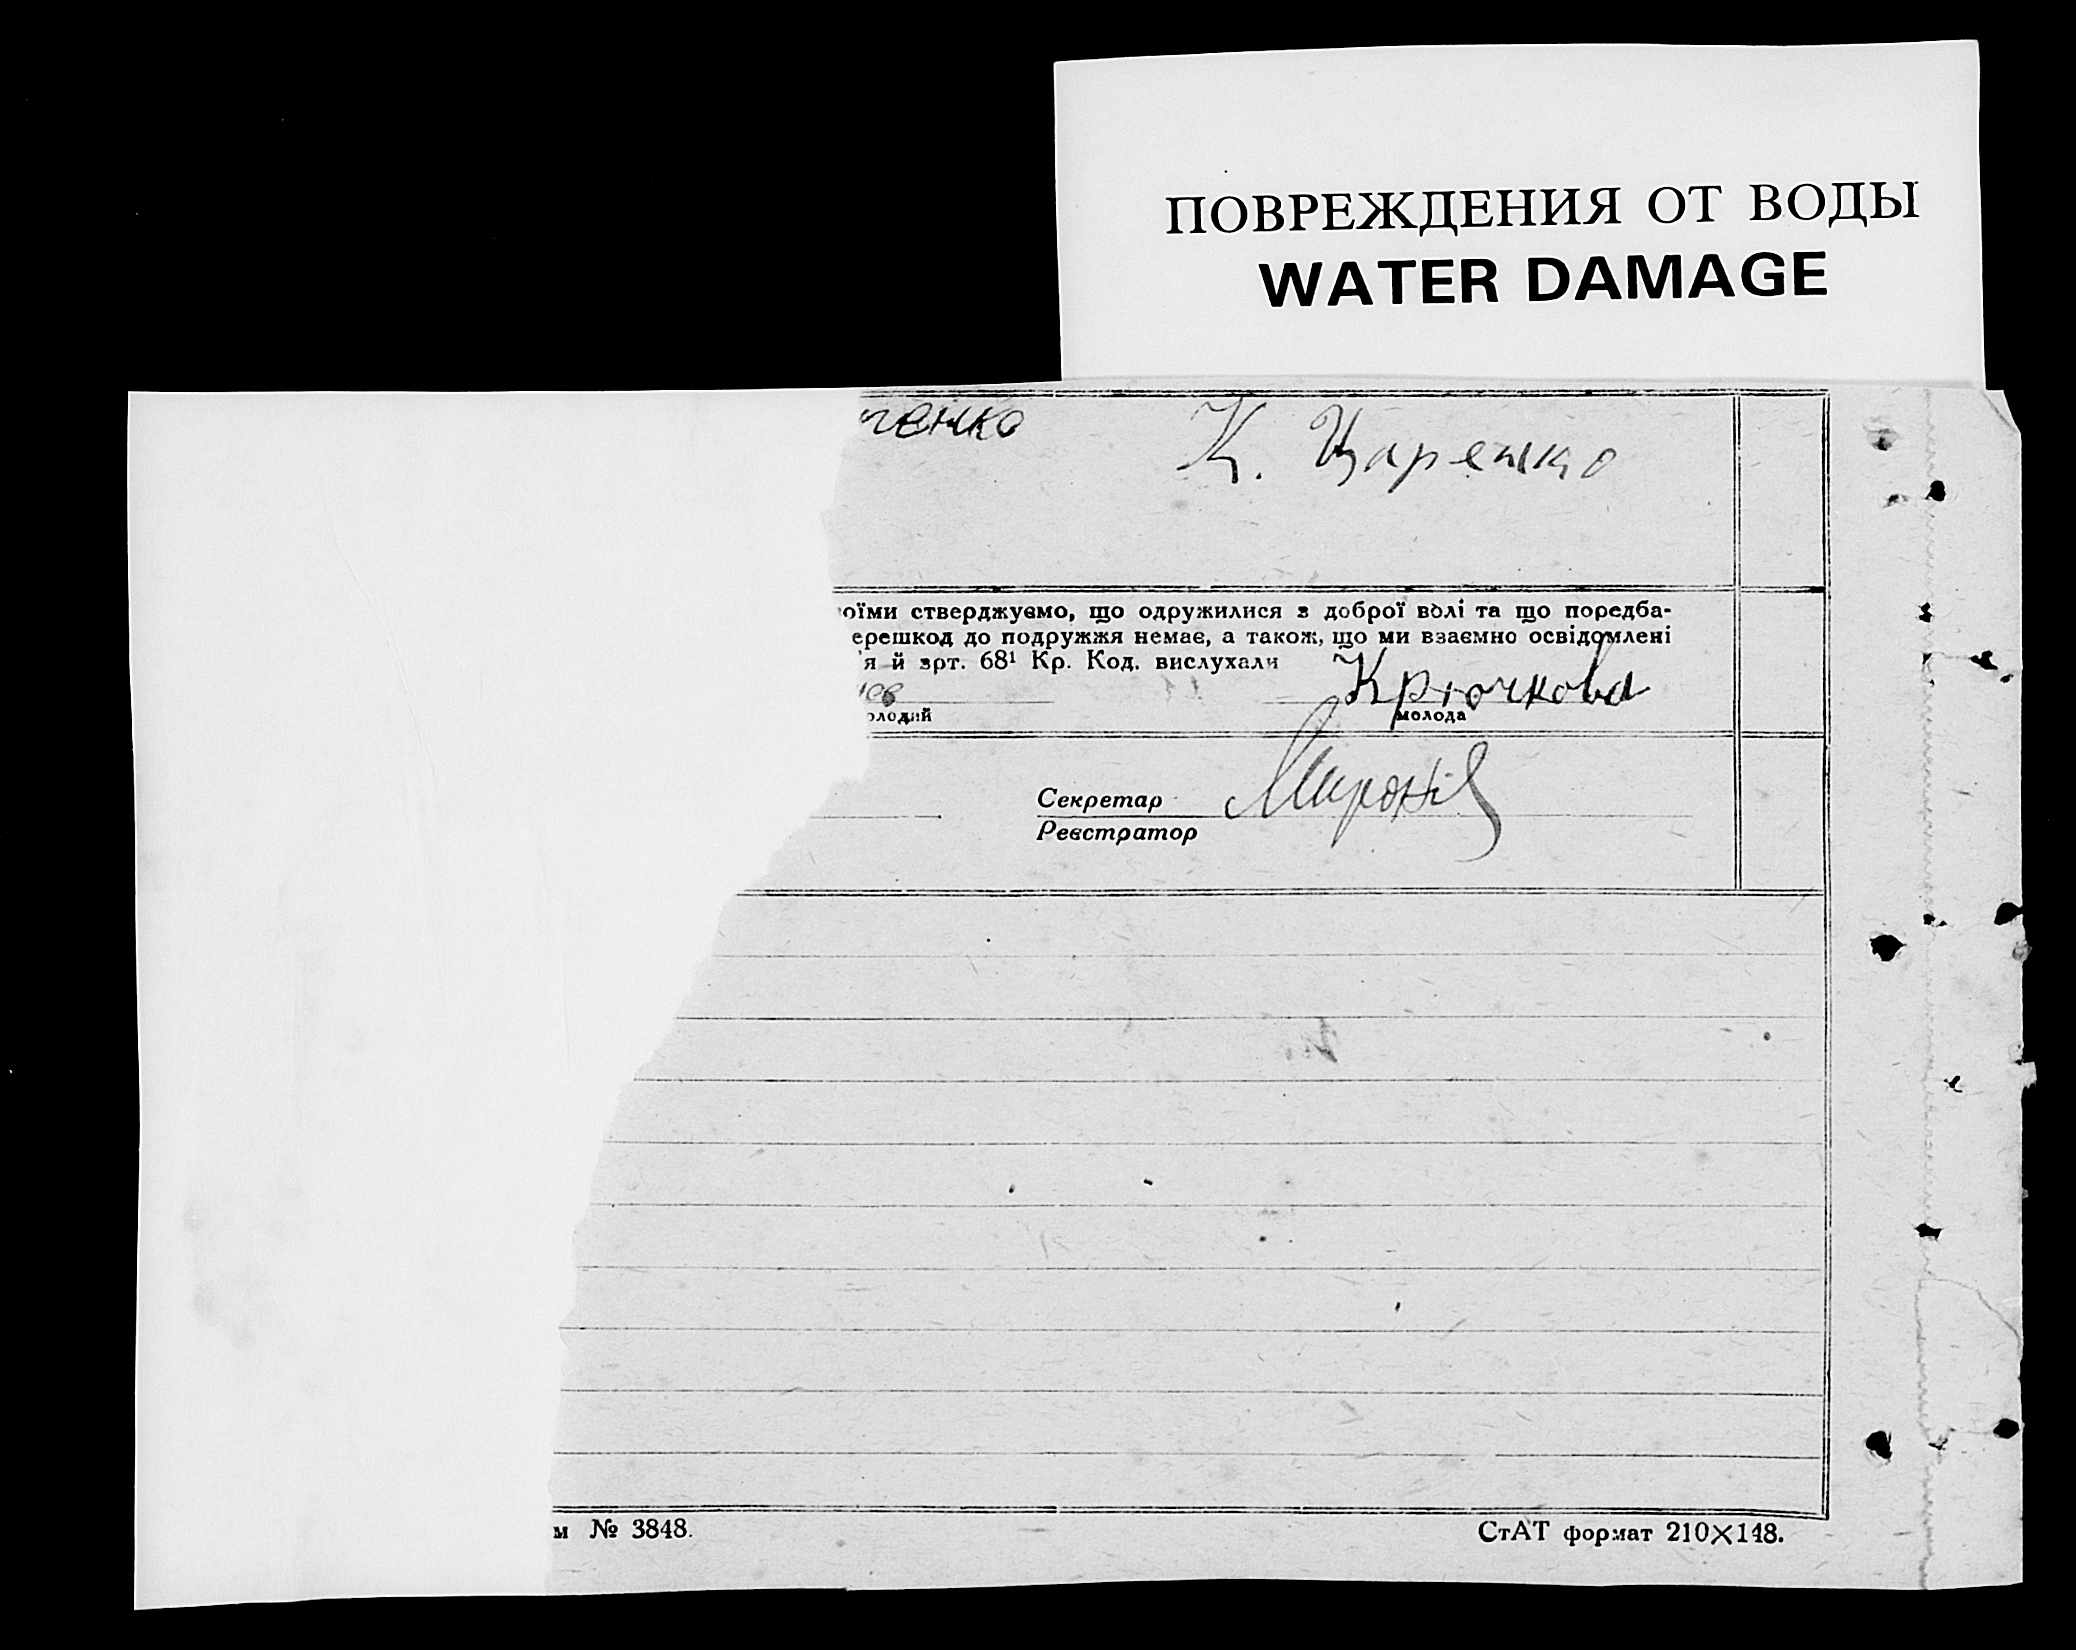 ПОВРЕЖДЕНИЯ ОТ ВОДЫ
WATER DAMAGE
ченко К. Царенко
оїми стверджуємо, що одружилися з доброї волі та що поредба-
ерешкод до подружжя немає, а також, що ми взаємно освідомлені
'я й арт. 68¹ Кр. Код. вислухали
Крючкова
олодий молода
Секретар
Реєстратор
м № 3848.
СтАТ формат 210×148.